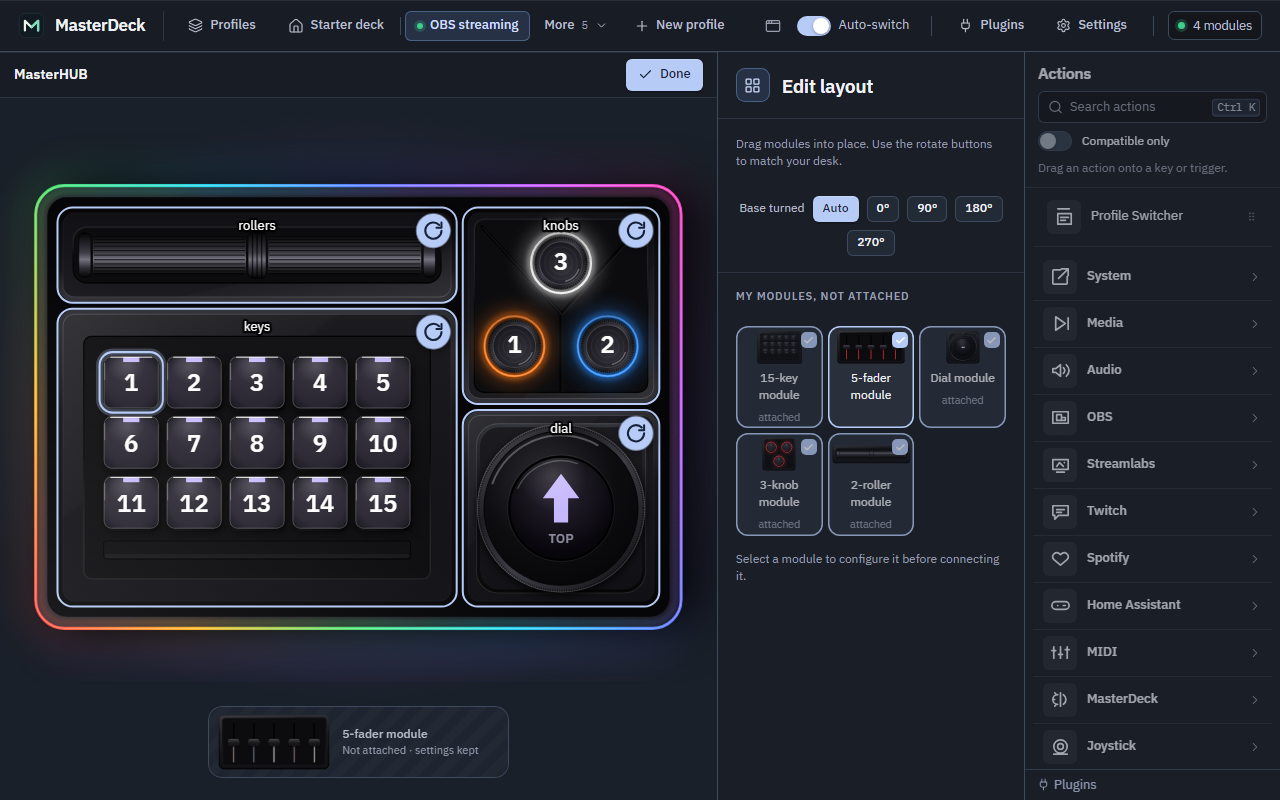 MasterDeck
Profiles
Starter deck
OBS streaming
More 5
New profile
Auto-switch
Plugins
Settings
4 modules
MasterHUB
Done
rollers
knobs
3
1
2
keys
1 2 3 4 5
6 7 8 9 10
11 12 13 14 15
dial
TOP
5-fader module
Not attached · settings kept
Edit layout
Drag modules into place. Use the rotate buttons
to match your desk.
Base turned Auto 0° 90° 180°
270°
MY MODULES, NOT ATTACHED
15-key
module
attached
5-fader
module
Dial module
attached
3-knob
module
attached
2-roller
module
attached
Select a module to configure it before connecting
it.
Actions
Search actions Ctrl K
Compatible only
Drag an action onto a key or trigger.
Profile Switcher
System
Media
Audio
OBS
Streamlabs
Twitch
Spotify
Home Assistant
MIDI
MasterDeck
Joystick
Plugins